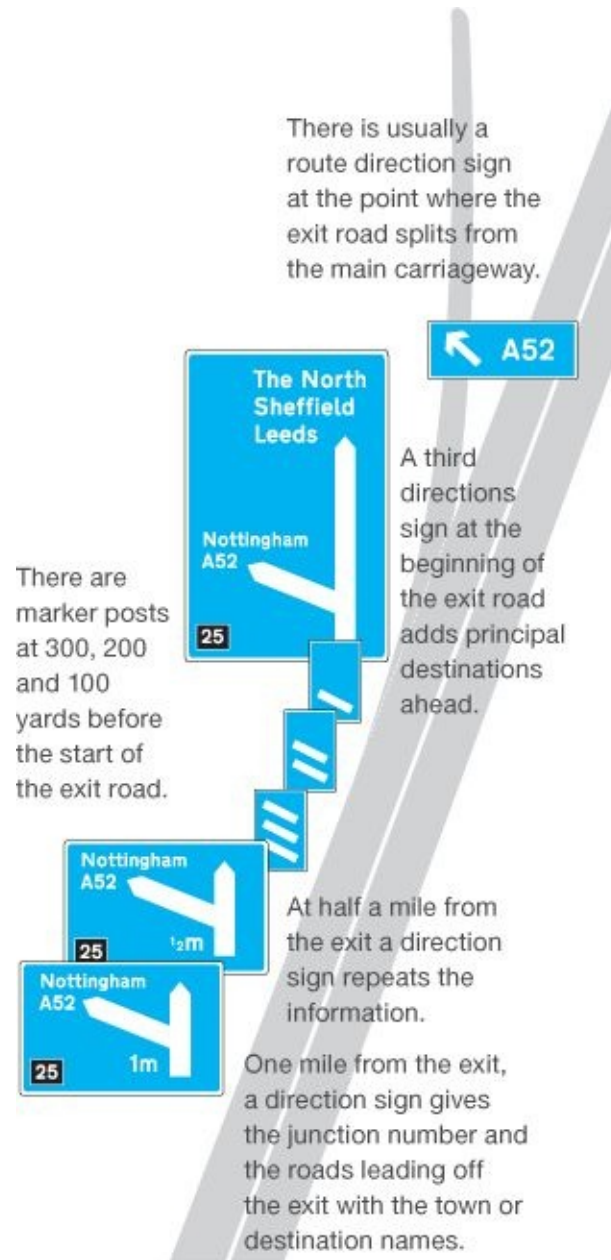 There is usually a
route direction sign
at the point where the
exit road splits from
the main carriageway.
A52
The North
Sheffield
Leeds
Nottingham
A52
25
A third
directions
sign at the
beginning of
the exit road
adds principal
destinations
ahead.
There are
marker posts
at 300, 200
and 100
yards before
the start of
the exit road.
Nottingham
A52
½m
25
At half a mile from
the exit a direction
sign repeats the
information.
Nottingham
A52
1m
25
One mile from the exit,
a direction sign gives
the junction number and
the roads leading off
the exit with the town or
destination names.